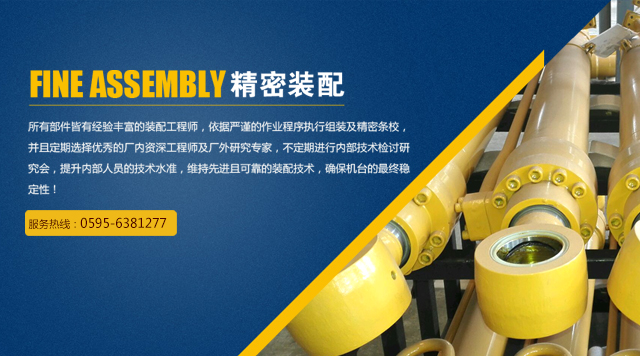 FINE ASSEMBLY 精密装配
所有部件皆有经验丰富的装配工程师，依据严谨的作业程序执行组装及精密条校，
并且定期选择优秀的厂内资深工程师及厂外研究专家，不定期进行内部技术检讨研
究会，提升内部人员的技术水准，维持先进且可靠的装配技术，确保机台的最终稳
定性！
服务热线：0595-6381277